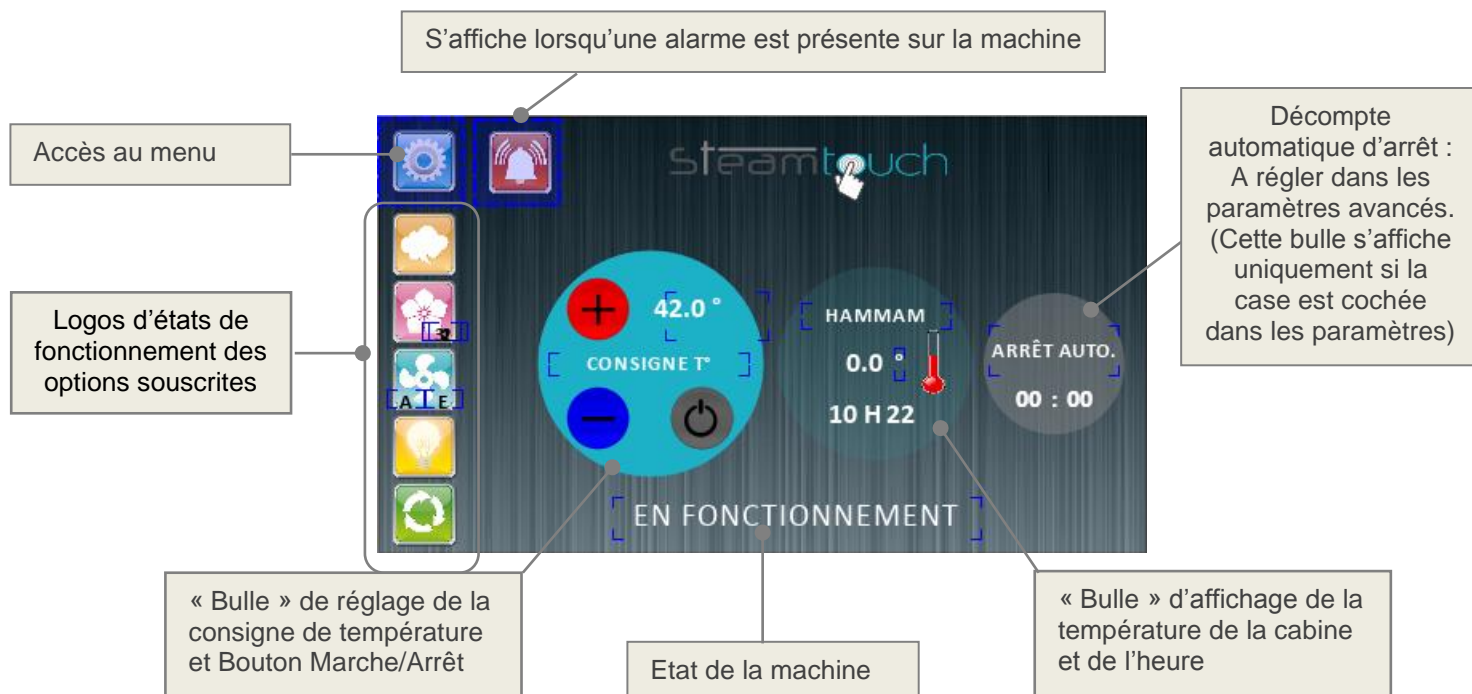 S’affiche lorsqu’une alarme est présente sur la machine
Accès au menu
Steamtouch
Décompte
automatique d’arrêt :
A régler dans les
paramètres avancés.
(Cette bulle s’affiche
uniquement si la
case est cochée
dans les paramètres)
Logos d’états de
fonctionnement des
options souscrites
A E
42.0 °
CONSIGNE T°
HAMMAM
0.0 °
10 H 22
ARRÊT AUTO.
00 : 00
EN FONCTIONNEMENT
« Bulle » de réglage de la
consigne de température
et Bouton Marche/Arrêt
Etat de la machine
« Bulle » d’affichage de la
température de la cabine
et de l’heure